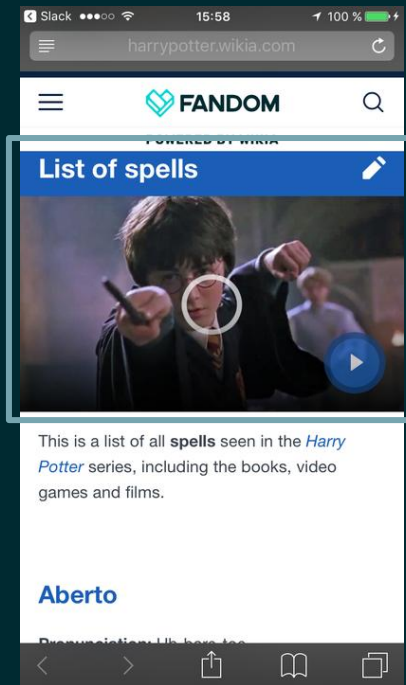 Slack 15:58 100 %
harrypotter.wikia.com
FANDOM
POWERED BY WIKIA
List of spells
This is a list of all spells seen in the Harry
Potter series, including the books, video
games and films.
Aberto
Pronunciation: